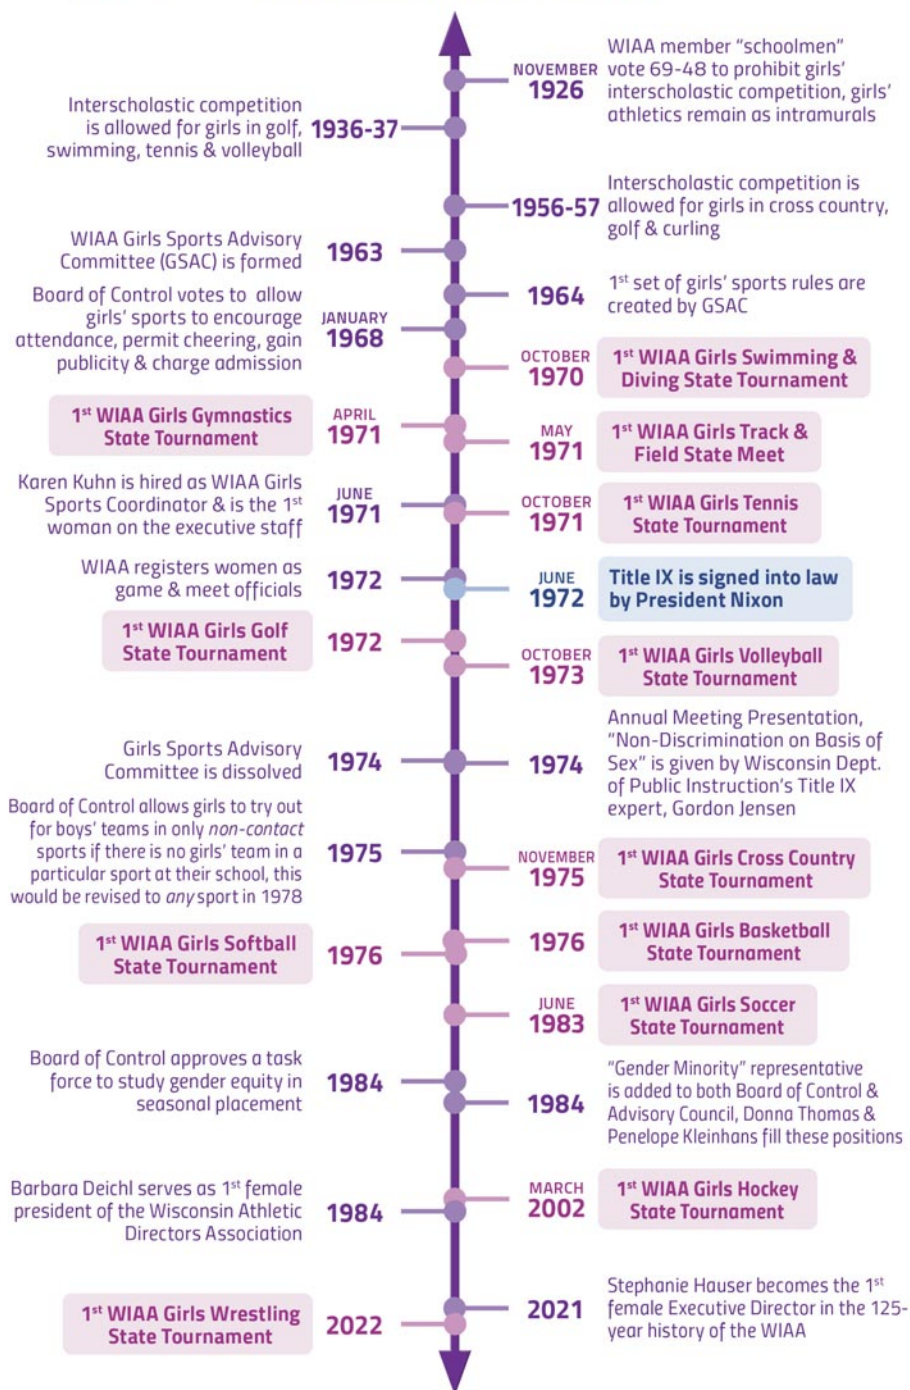 NOVEMBER
1926
WIAA member “schoolmen”
vote 69-48 to prohibit girls’
interscholastic competition, girls’
athletics remain as intramurals
Interscholastic competition
is allowed for girls in golf,
swimming, tennis & volleyball
1936-37
1956-57
Interscholastic competition is
allowed for girls in cross country,
golf & curling
WIAA Girls Sports Advisory
Committee (GSAC) is formed
1963
1964
1st set of girls’ sports rules are
created by GSAC
Board of Control votes to allow
girls’ sports to encourage
attendance, permit cheering, gain
publicity & charge admission
JANUARY
1968
OCTOBER
1970
1st WIAA Girls Swimming &
Diving State Tournament
1st WIAA Girls Gymnastics
State Tournament
APRIL
1971
MAY
1971
1st WIAA Girls Track &
Field State Meet
Karen Kuhn is hired as WIAA Girls
Sports Coordinator & is the 1st
woman on the executive staff
JUNE
1971
OCTOBER
1971
1st WIAA Girls Tennis
State Tournament
WIAA registers women as
game & meet officials
1972
JUNE
1972
Title IX is signed into law
by President Nixon
1st WIAA Girls Golf
State Tournament
1972
OCTOBER
1973
1st WIAA Girls Volleyball
State Tournament
Girls Sports Advisory
Committee is dissolved
1974
1974
Annual Meeting Presentation,
“Non-Discrimination on Basis of
Sex” is given by Wisconsin Dept.
of Public Instruction’s Title IX
expert, Gordon Jensen
Board of Control allows girls to try out
for boys’ teams in only non-contact
sports if there is no girls’ team in a
particular sport at their school, this
would be revised to any sport in 1978
1975
NOVEMBER
1975
1st WIAA Girls Cross Country
State Tournament
1st WIAA Girls Softball
State Tournament
1976
1976
1st WIAA Girls Basketball
State Tournament
JUNE
1983
1st WIAA Girls Soccer
State Tournament
Board of Control approves a task
force to study gender equity in
seasonal placement
1984
1984
“Gender Minority” representative
is added to both Board of Control &
Advisory Council, Donna Thomas &
Penelope Kleinhans fill these positions
Barbara Deichl serves as 1st female
president of the Wisconsin Athletic
Directors Association
1984
MARCH
2002
1st WIAA Girls Hockey
State Tournament
2021
Stephanie Hauser becomes the 1st
female Executive Director in the 125-
year history of the WIAA
1st WIAA Girls Wrestling
State Tournament
2022